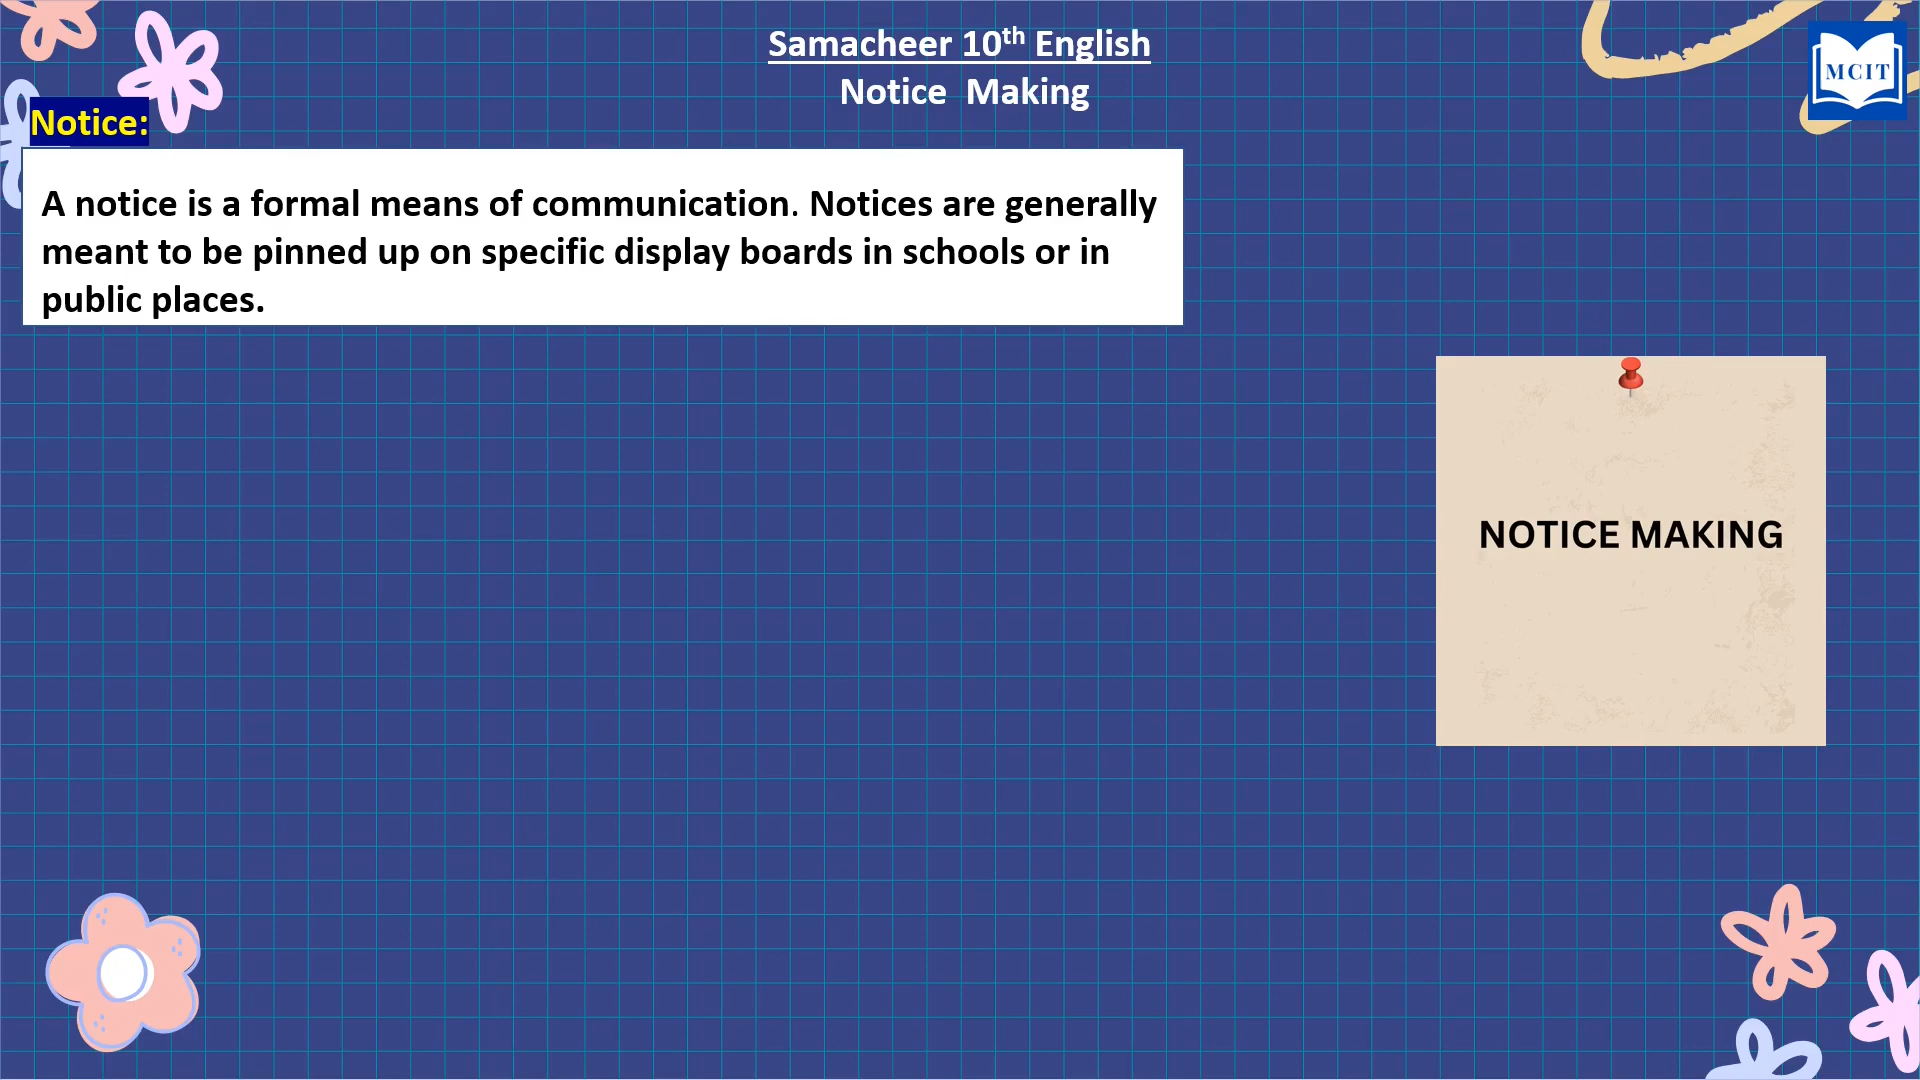 Samacheer 10th English
Notice Making
MCIT
Notice:
A notice is a formal means of communication. Notices are generally
meant to be pinned up on specific display boards in schools or in
public places.
NOTICE MAKING